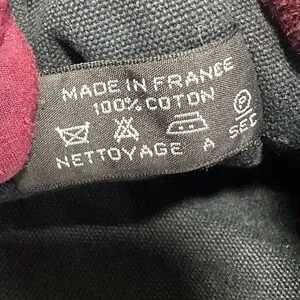 MADE IN FRANCE
100% COTON
P
NETTOYAGE A SEC